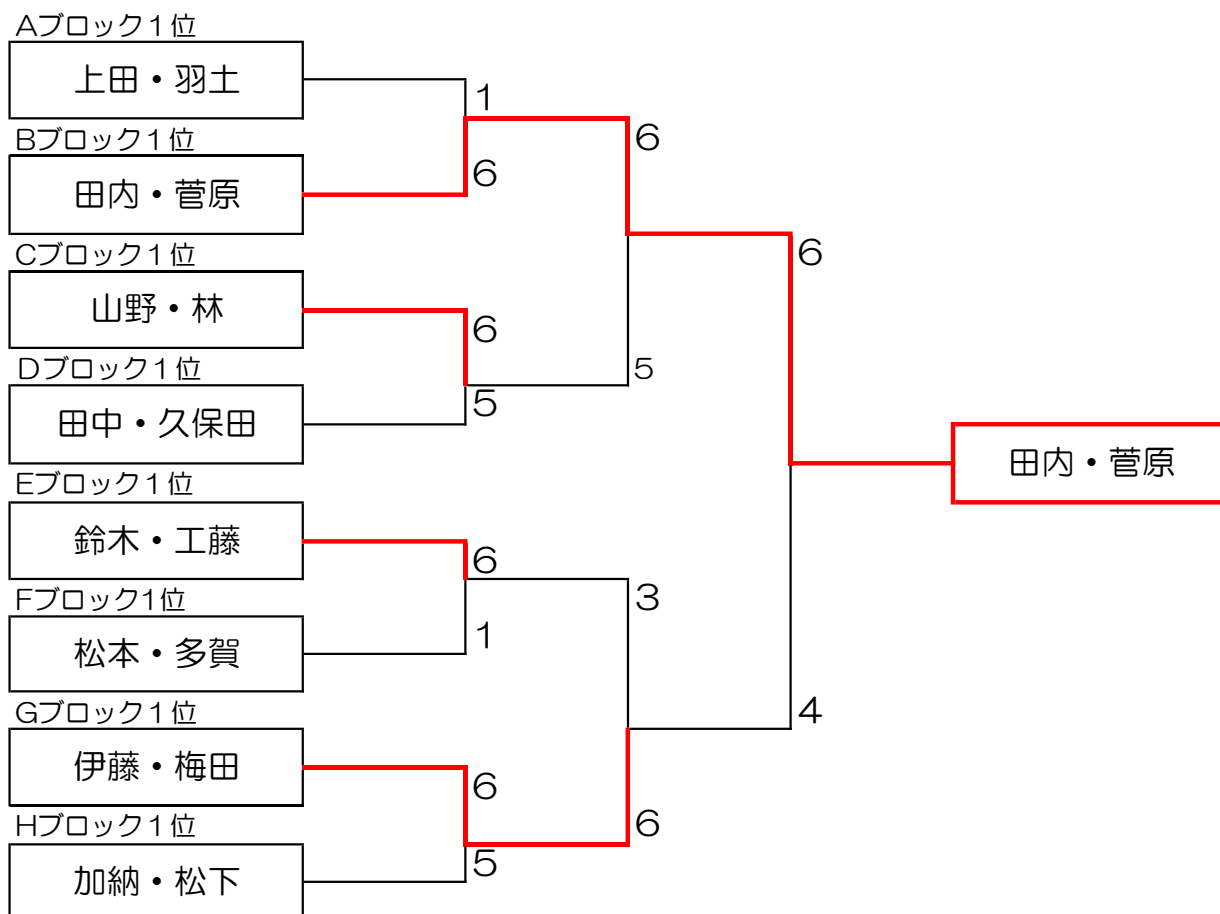 Aブロック１位
上田・羽土
1
6
Bブロック１位
6
田内・菅原
Cブロック１位
6
山野・林
6
Dブロック１位
5
5
田中・久保田
田内・菅原
Eブロック１位
鈴木・工藤
6
3
Fブロック1位
1
松本・多賀
Gブロック１位
4
伊藤・梅田
6
6
Hブロック１位
5
加納・松下